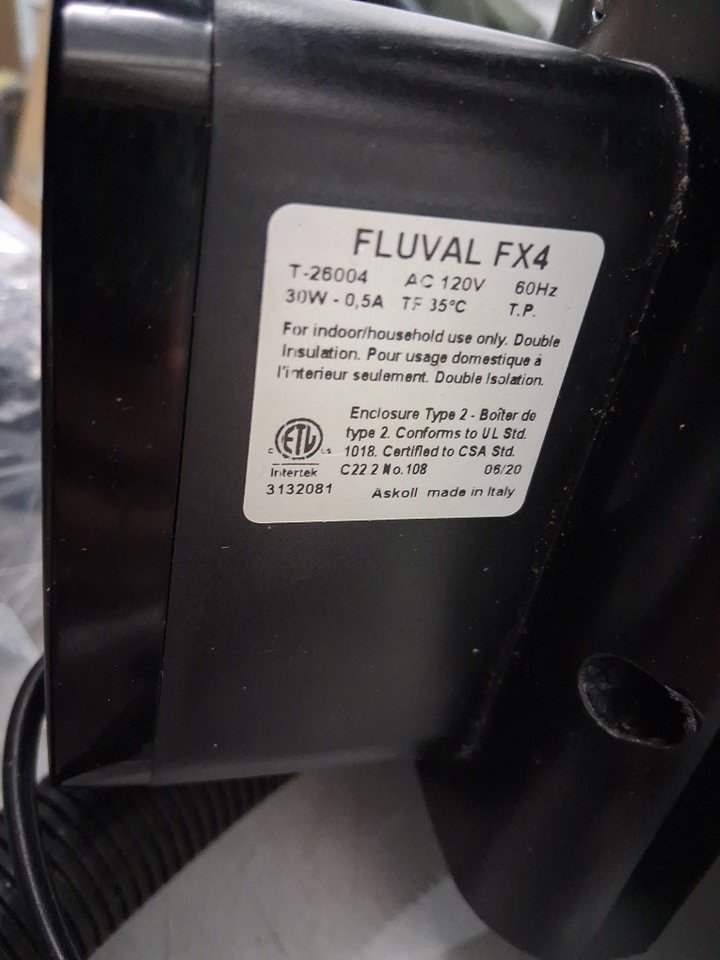 FLUVAL FX4
T-26004 AC 120V 60Hz
30W - 0,5A TF 35°C T.P.
For indoor/household use only. Double
Insulation. Pour usage domestique à
l'interieur seulement. Double Isolation.
Enclosure Type 2 - Boîter de
type 2. Conforms to UL Std.
1018. Certified to CSA Std.
C22 2 No. 108 06/20
C ETL US
Intertek
3132081
Askoll made in Italy